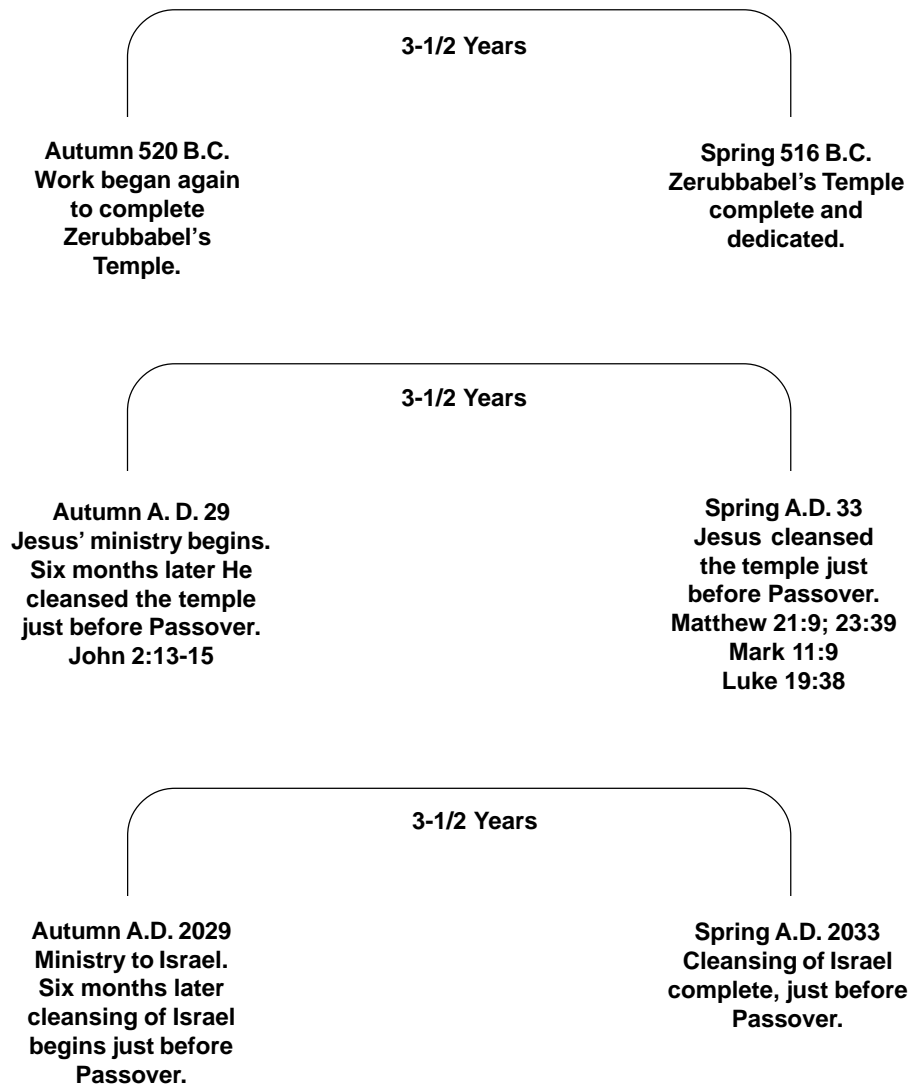 3-1/2 Years
Autumn 520 B.C.
Work began again
to complete
Zerubbabel’s
Temple.
Spring 516 B.C.
Zerubbabel’s Temple
complete and
dedicated.
3-1/2 Years
Autumn A. D. 29
Jesus’ ministry begins.
Six months later He
cleansed the temple
just before Passover.
John 2:13-15
Spring A.D. 33
Jesus cleansed
the temple just
before Passover.
Matthew 21:9; 23:39
Mark 11:9
Luke 19:38
3-1/2 Years
Autumn A.D. 2029
Ministry to Israel.
Six months later
cleansing of Israel
begins just before
Passover.
Spring A.D. 2033
Cleansing of Israel
complete, just before
Passover.